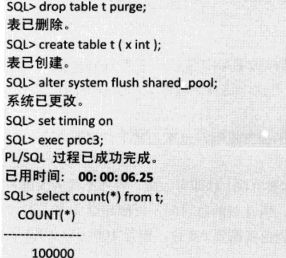 SQL> drop table t purge;
表已删除。
SQL> create table t ( x int );
表已创建。
SQL> alter system flush shared_pool;
系统已更改。
SQL> set timing on
SQL> exec proc3;
PL/SQL 过程已成功完成。
已用时间： 00: 00: 06.25
SQL> select count(*) from t;
COUNT(*)
----------------
100000